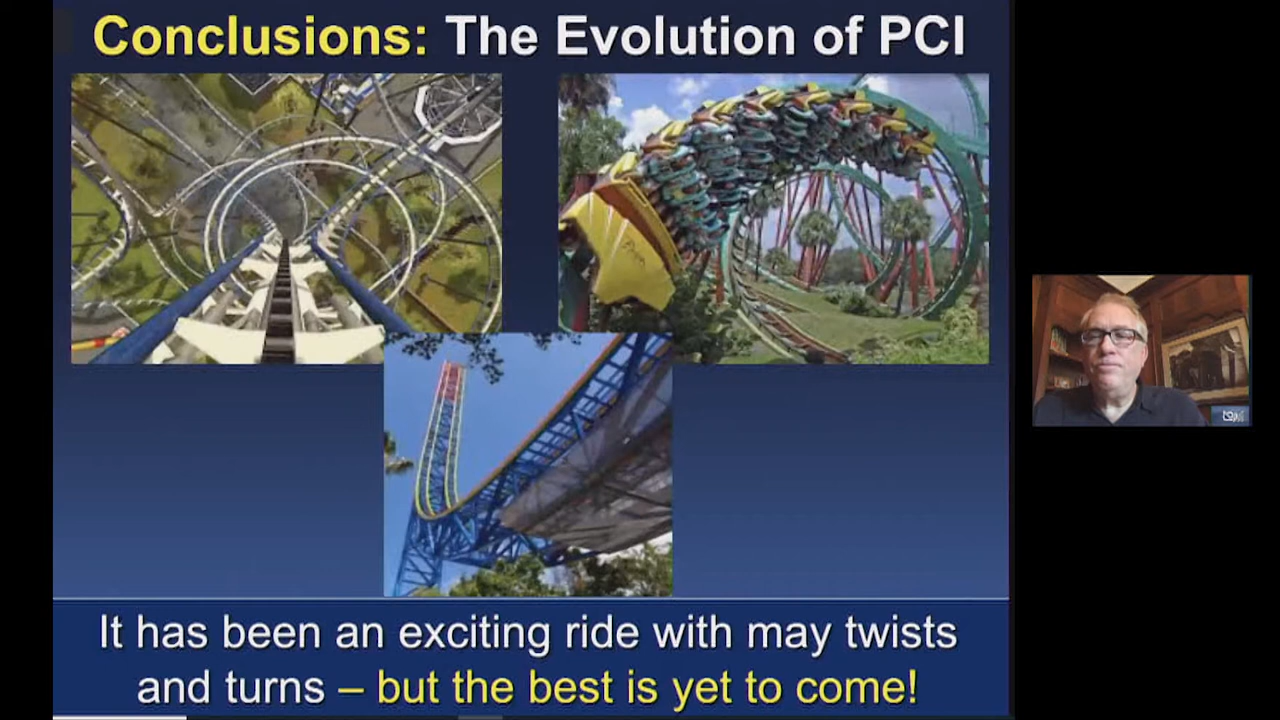 Conclusions: The Evolution of PCI
It has been an exciting ride with may twists
and turns – but the best is yet to come!